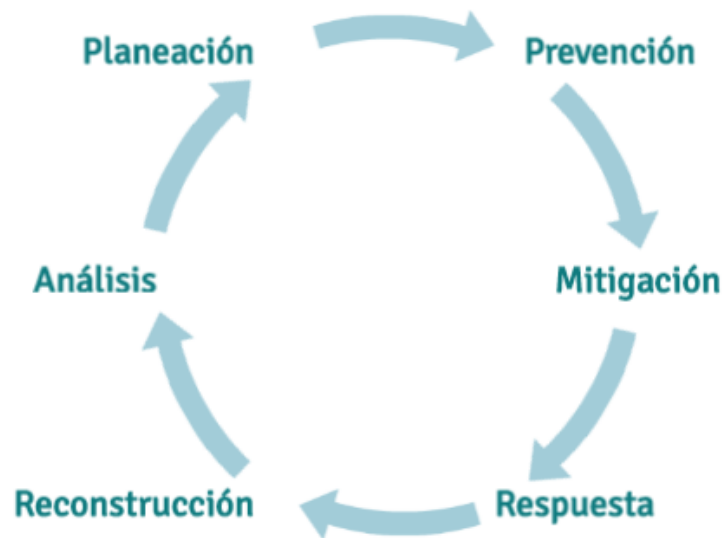 Planeación
Prevención
Mitigación
Respuesta
Reconstrucción
Análisis